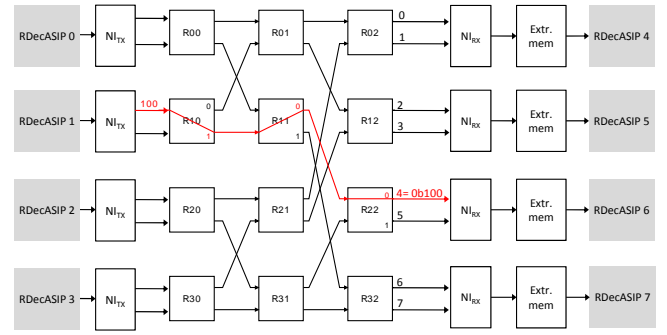 RDecASIP 0 NI_TX R00 R01 R02 0 1 NI_RX Extr. mem RDecASIP 4
RDecASIP 1 NI_TX 100 R10 0 1 R11 0 1 R12 2 3 NI_RX Extr. mem RDecASIP 5
RDecASIP 2 NI_TX R20 R21 R22 0 1 4= 0b100 5 NI_RX Extr. mem RDecASIP 6
RDecASIP 3 NI_TX R30 R31 R32 6 7 NI_RX Extr. mem RDecASIP 7